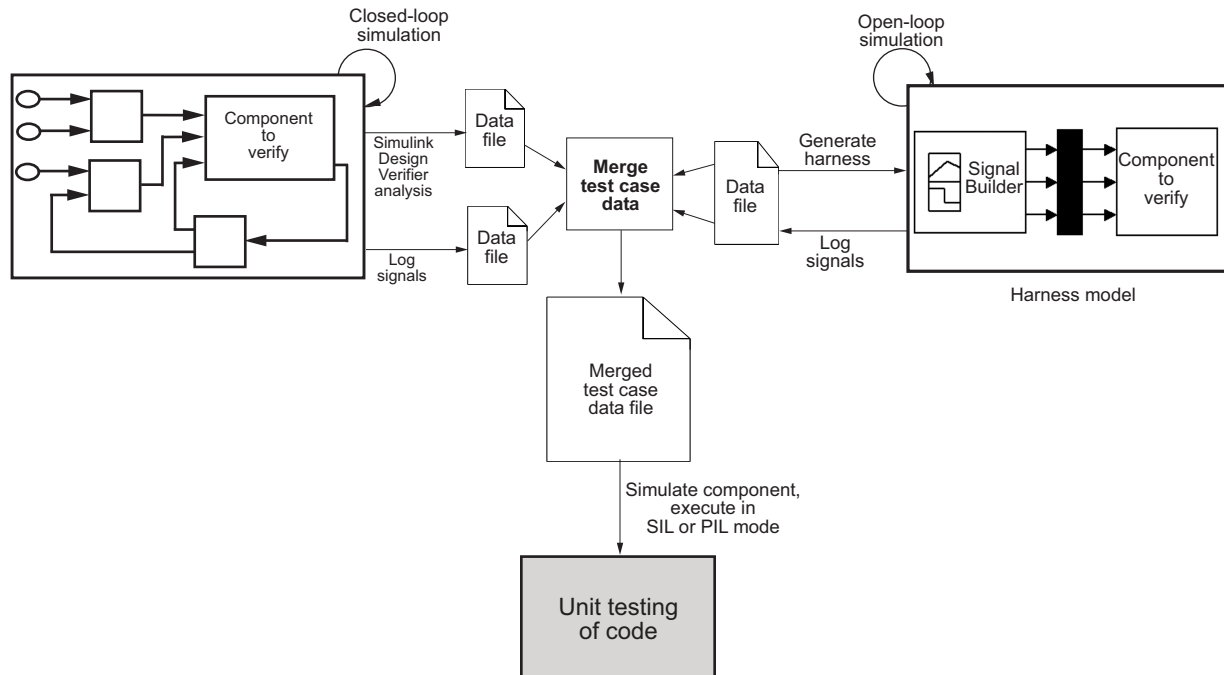 Closed-loop
simulation
Open-loop
simulation
Component
to
verify
Simulink
Design
Verifier
analysis
Data
file
Log
signals
Data
file
Merge
test case
data
Data
file
Generate
harness
Log
signals
Signal
Builder
Component
to
verify
Harness model
Merged
test case
data file
Simulate component,
execute in
SIL or PIL mode
Unit testing
of code